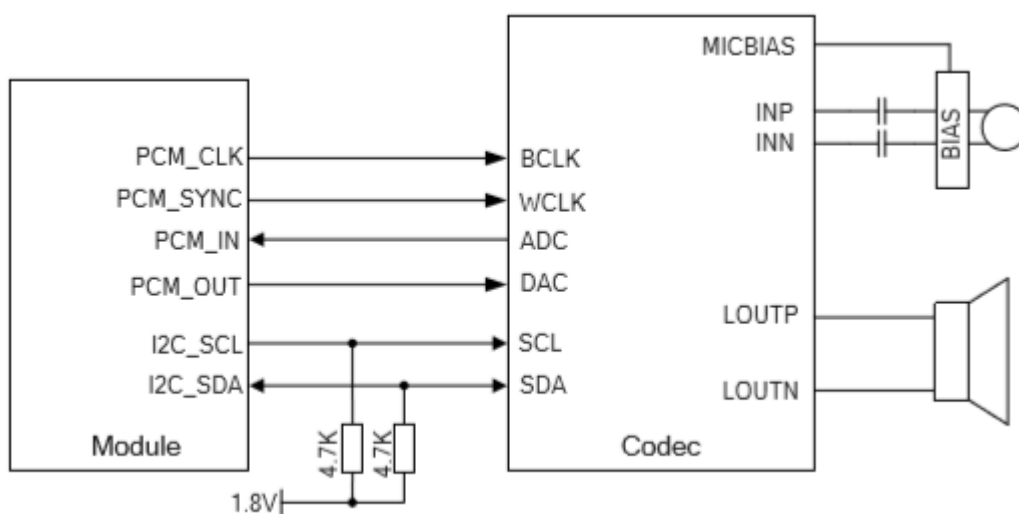 MICBIAS
INP
INN
BIAS
PCM_CLK
BCLK
PCM_SYNC
WCLK
PCM_IN
ADC
PCM_OUT
DAC
LOUTP
I2C_SCL
SCL
I2C_SDA
SDA
LOUTN
Module
4.7K
4.7K
Codec
1.8V